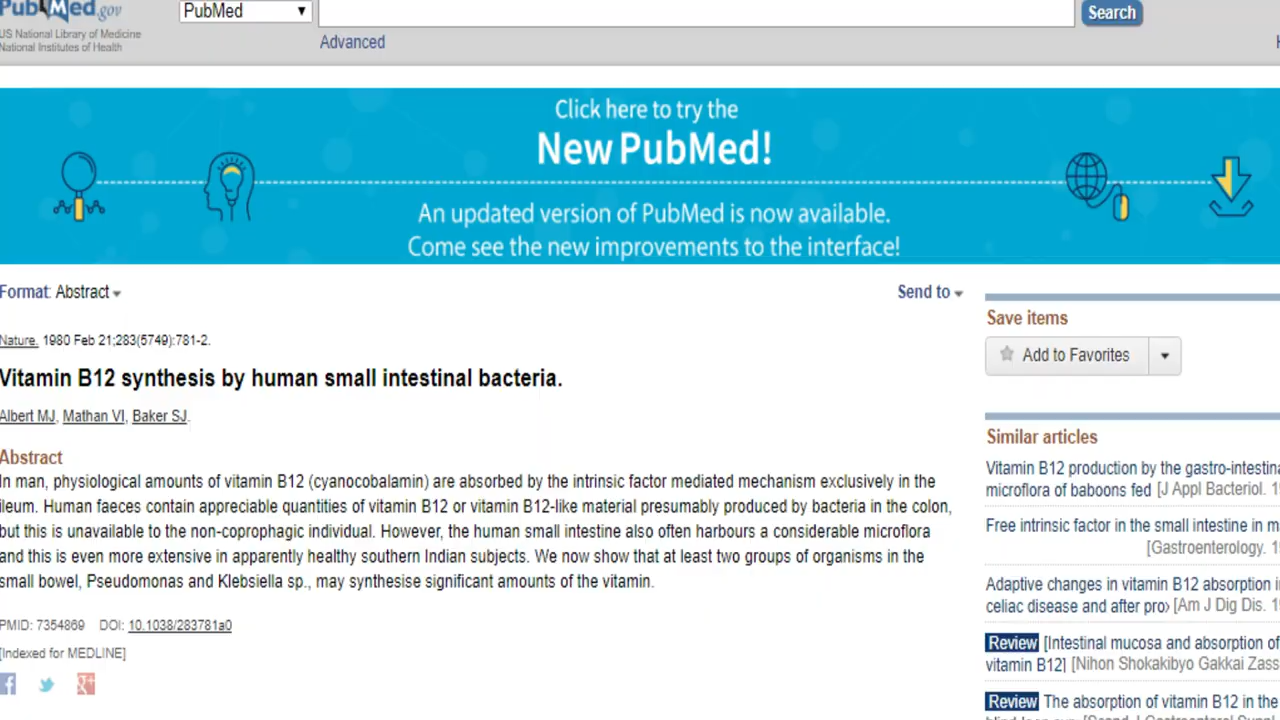 PubMed.gov
PubMed
Search
US National Library of Medicine
National Institutes of Health
Advanced
Click here to try the
New PubMed!
An updated version of PubMed is now available.
Come see the new improvements to the interface!
Format: Abstract
Send to
Nature. 1980 Feb 21;283(5749):781-2.
Vitamin B12 synthesis by human small intestinal bacteria.
Albert MJ, Mathan VI, Baker SJ.
Abstract
In man, physiological amounts of vitamin B12 (cyanocobalamin) are absorbed by the intrinsic factor mediated mechanism exclusively in the
ileum. Human faeces contain appreciable quantities of vitamin B12 or vitamin B12-like material presumably produced by bacteria in the colon,
but this is unavailable to the non-coprophagic individual. However, the human small intestine also often harbours a considerable microflora
and this is even more extensive in apparently healthy southern Indian subjects. We now show that at least two groups of organisms in the
small bowel, Pseudomonas and Klebsiella sp., may synthesise significant amounts of the vitamin.
PMID: 7354869 DOI: 10.1038/283781a0
[Indexed for MEDLINE]
Save items
Add to Favorites
Similar articles
Vitamin B12 production by the gastro-intestina
microflora of baboons fed [J Appl Bacteriol. 1
Free intrinsic factor in the small intestine in m
[Gastroenterology. 1
Adaptive changes in vitamin B12 absorption i
celiac disease and after pro> [Am J Dig Dis. 1
Review [Intestinal mucosa and absorption of
vitamin B12] [Nihon Shokakibyo Gakkai Zass
Review The absorption of vitamin B12 in the